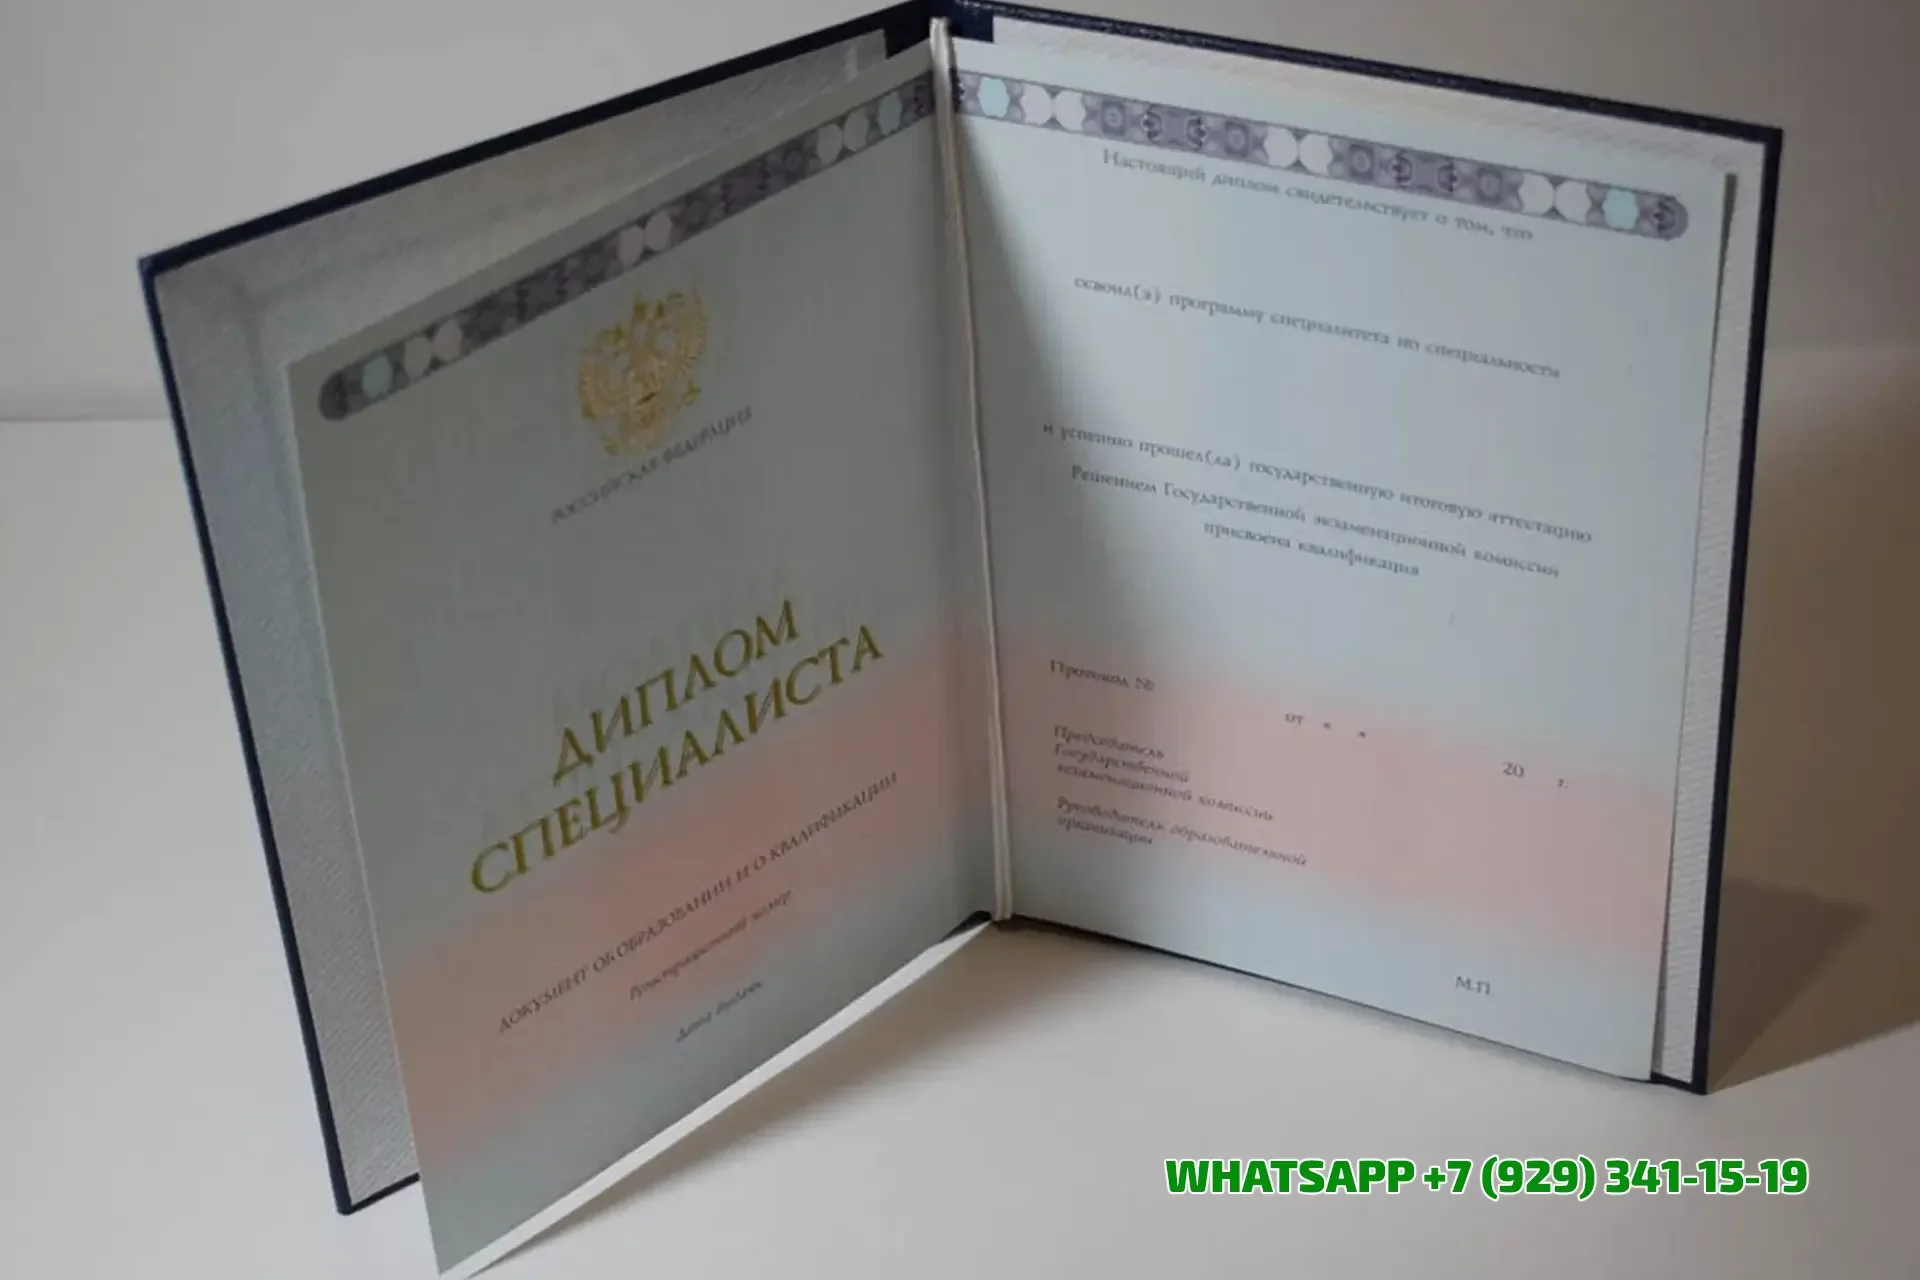 РОССИЙСКАЯ ФЕДЕРАЦИЯ
ДИПЛОМ
СПЕЦИАЛИСТА
ДОКУМЕНТ ОБ ОБРАЗОВАНИИ И О КВАЛИФИКАЦИИ
Регистрационный номер
Дата выдачи
Настоящий диплом свидетельствует о том, что
освоил(а) программу специалитета по специальности
и успешно прошел(ла) государственную итоговую аттестацию
Решением Государственной экзаменационной комиссии
присвоена квалификация
Протокол №
от « » 20 г.
Председатель
Государственной
экзаменационной комиссии
Руководитель образовательной
организации
М.П.
WHATSAPP +7 (929) 341-15-19